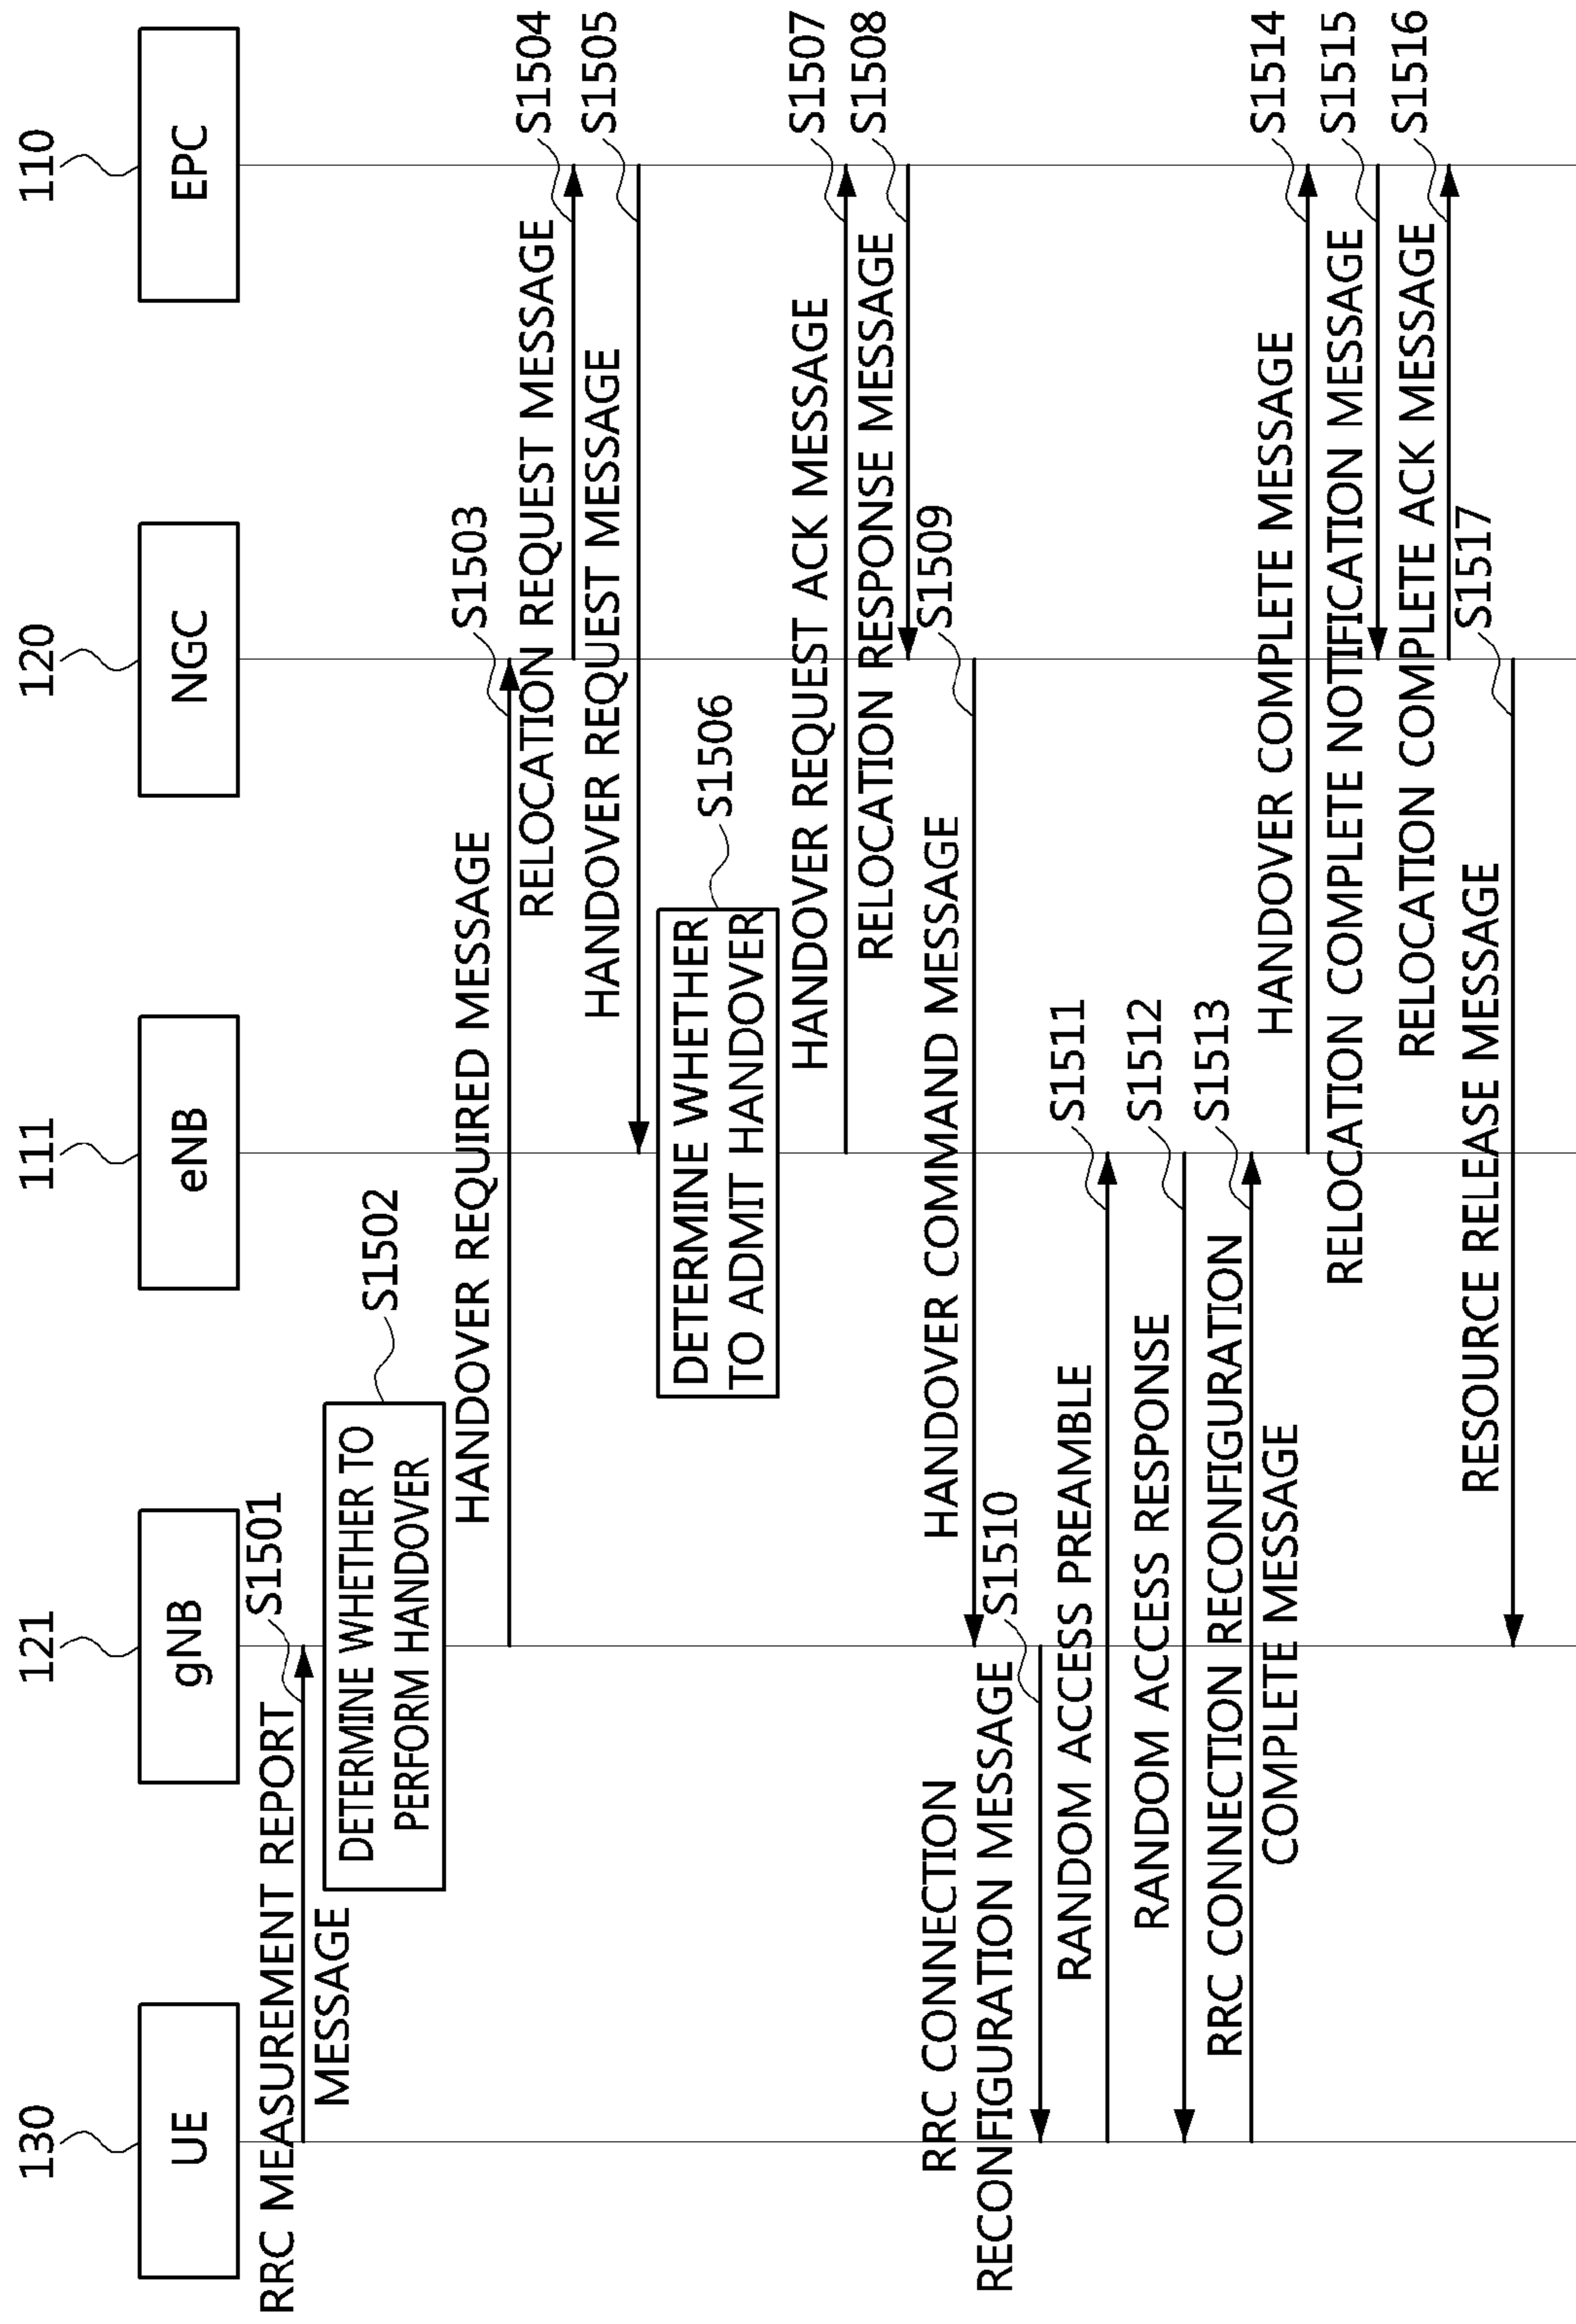 130
121
111
120
110
UE
gNB
eNB
NGC
EPC
RRC MEASUREMENT REPORT
MESSAGE
S1501
DETERMINE WHETHER TO
PERFORM HANDOVER
S1502
HANDOVER REQUIRED MESSAGE
S1503
RELOCATION REQUEST MESSAGE
S1504
HANDOVER REQUEST MESSAGE
S1505
DETERMINE WHETHER
TO ADMIT HANDOVER
S1506
HANDOVER REQUEST ACK MESSAGE
S1507
RELOCATION RESPONSE MESSAGE
S1508
HANDOVER COMMAND MESSAGE
S1509
RRC CONNECTION
RECONFIGURATION MESSAGE
S1510
RANDOM ACCESS PREAMBLE
S1511
RANDOM ACCESS RESPONSE
S1512
RRC CONNECTION RECONFIGURATION
COMPLETE MESSAGE
S1513
HANDOVER COMPLETE MESSAGE
S1514
RELOCATION COMPLETE NOTIFICATION MESSAGE
S1515
RELOCATION COMPLETE ACK MESSAGE
S1516
RESOURCE RELEASE MESSAGE
S1517